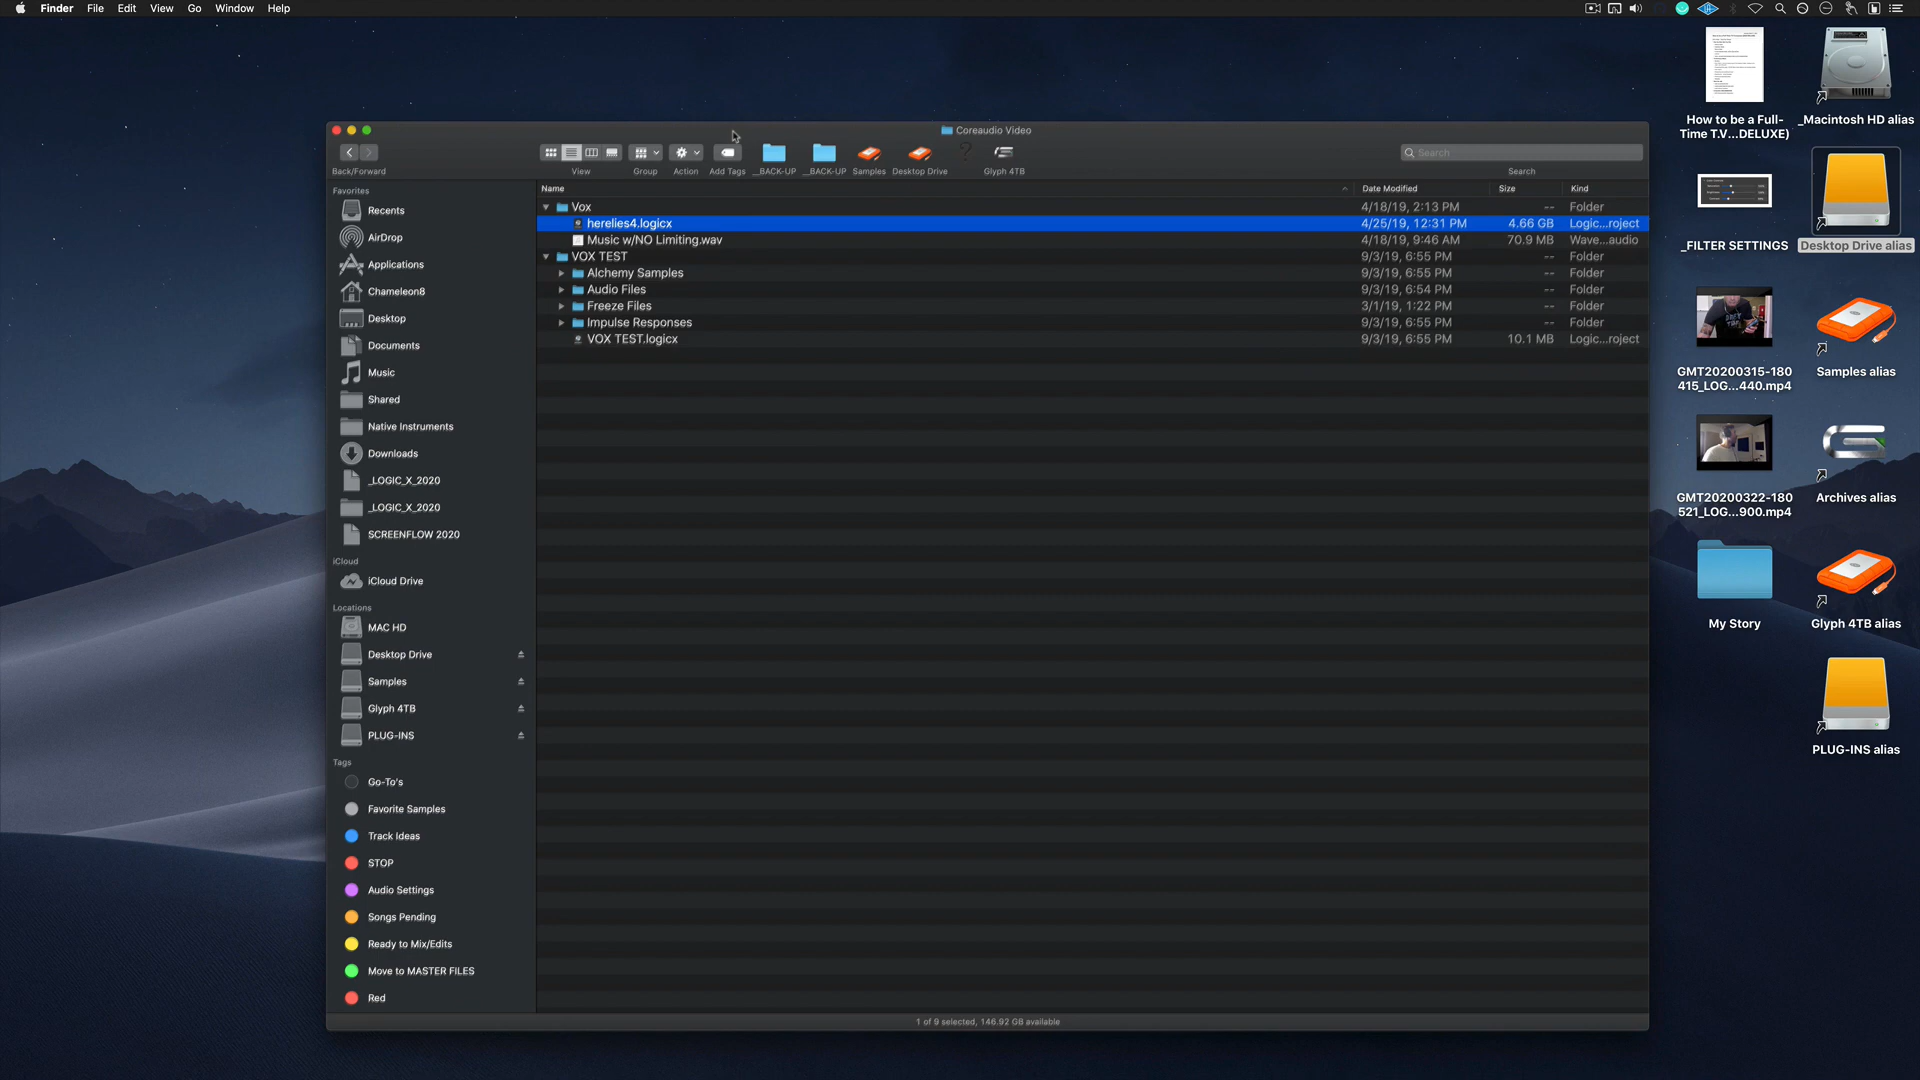 Finder File Edit View Go Window Help
Coreaudio Video
Search
Back/Forward View Group Action Add Tags __BACK-UP __BACK-UP Samples Desktop Drive ? Glyph 4TB Search
Name Date Modified Size Kind
Vox 4/18/19, 2:13 PM -- Folder
herelies4.logicx 4/25/19, 12:31 PM 4.66 GB Logic...roject
Music w/NO Limiting.wav 4/18/19, 9:46 AM 70.9 MB Wave...audio
VOX TEST 9/3/19, 6:55 PM -- Folder
Alchemy Samples 9/3/19, 6:55 PM -- Folder
Audio Files 9/3/19, 6:54 PM -- Folder
Freeze Files 3/1/19, 1:22 PM -- Folder
Impulse Responses 9/3/19, 6:55 PM -- Folder
VOX TEST.logicx 9/3/19, 6:55 PM 10.1 MB Logic...roject
Favorites
Recents
AirDrop
Applications
Chameleon8
Desktop
Documents
Music
Shared
Native Instruments
Downloads
_LOGIC_X_2020
_LOGIC_X_2020
SCREENFLOW 2020
iCloud
iCloud Drive
Locations
MAC HD
Desktop Drive
Samples
Glyph 4TB
PLUG-INS
Tags
Go-To's
Favorite Samples
Track Ideas
STOP
Audio Settings
Songs Pending
Ready to Mix/Edits
Move to MASTER FILES
Red
1 of 9 selected, 146.92 GB available
How to be a Full-
Time T.V...DELUXE)
_Macintosh HD alias
_FILTER SETTINGS
Desktop Drive alias
GMT20200315-180
415_LOG...440.mp4
Samples alias
GMT20200322-180
521_LOG...900.mp4
Archives alias
My Story
Glyph 4TB alias
PLUG-INS alias